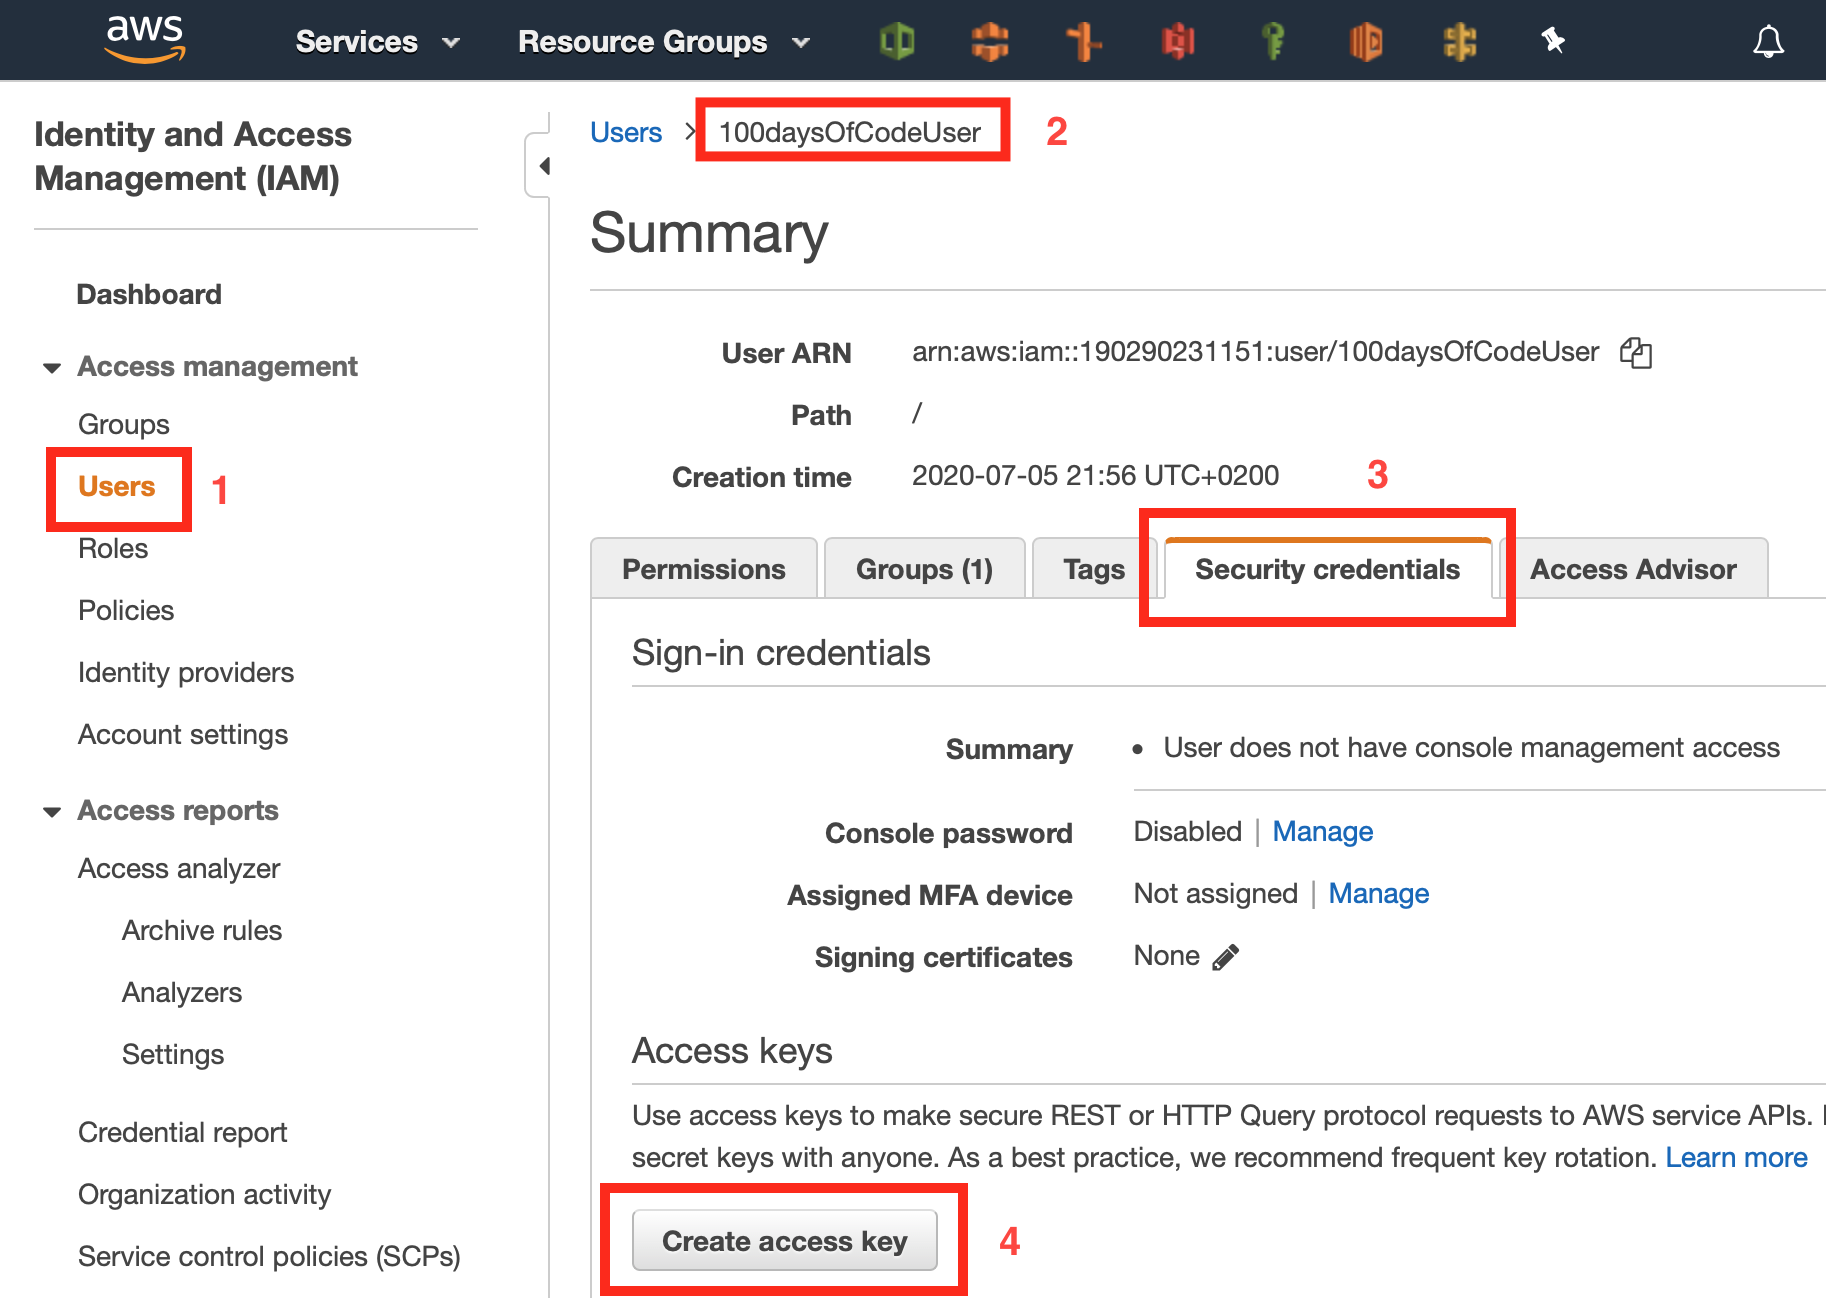 aws
Services
Resource Groups
Identity and Access
Management (IAM)
Dashboard
Access management
Groups
Users
1
Roles
Policies
Identity providers
Account settings
Access reports
Access analyzer
Archive rules
Analyzers
Settings
Credential report
Organization activity
Service control policies (SCPs)
Users > 100daysOfCodeUser
2
Summary
User ARN arn:aws:iam::190290231151:user/100daysOfCodeUser
Path /
Creation time 2020-07-05 21:56 UTC+0200
3
Permissions
Groups (1)
Tags
Security credentials
Access Advisor
Sign-in credentials
Summary • User does not have console management access
Console password Disabled | Manage
Assigned MFA device Not assigned | Manage
Signing certificates None
Access keys
Use access keys to make secure REST or HTTP Query protocol requests to AWS service APIs.
secret keys with anyone. As a best practice, we recommend frequent key rotation. Learn more
Create access key
4